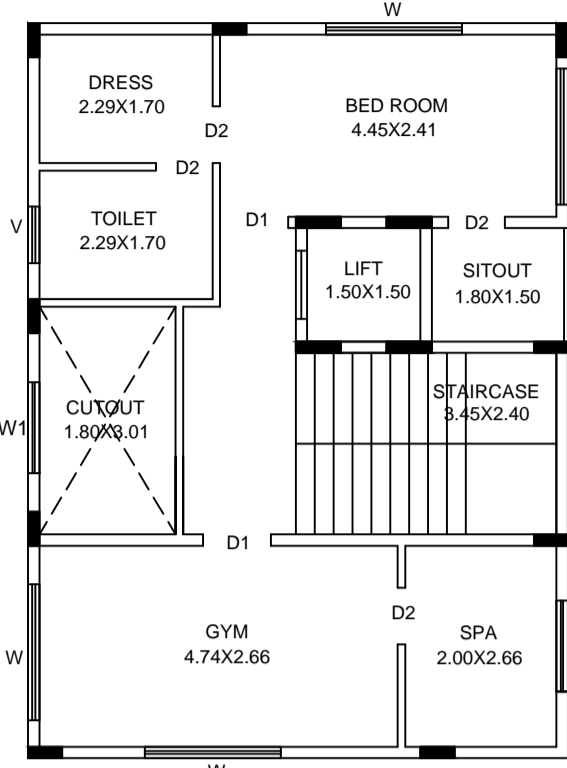 W
DRESS
2.29X1.70
BED ROOM
4.45X2.41
D2
D2
TOILET
2.29X1.70
V
D1
D2
LIFT
1.50X1.50
SITOUT
1.80X1.50
STAIRCASE
3.45X2.40
CUTOUT
1.80X3.01
W1
D1
D2
GYM
4.74X2.66
SPA
2.00X2.66
W
W